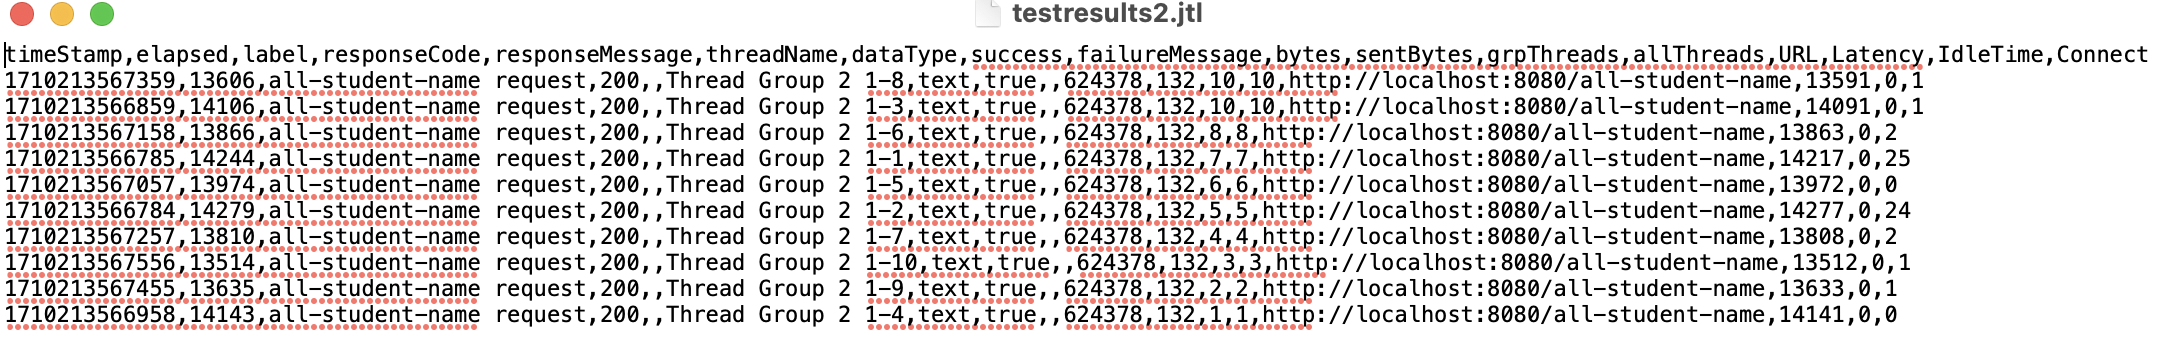 testresults2.jtl
timeStamp,elapsed,label,responseCode,responseMessage,threadName,dataType,success,failureMessage,bytes,sentBytes,grpThreads,allThreads,URL,Latency,IdleTime,Connect
1710213567359,13606,all-student-name request,200,,Thread Group 2 1-8,text,true,,624378,132,10,10,http://localhost:8080/all-student-name,13591,0,1
1710213566859,14106,all-student-name request,200,,Thread Group 2 1-3,text,true,,624378,132,10,10,http://localhost:8080/all-student-name,14091,0,1
1710213567158,13866,all-student-name request,200,,Thread Group 2 1-6,text,true,,624378,132,8,8,http://localhost:8080/all-student-name,13863,0,2
1710213566785,14244,all-student-name request,200,,Thread Group 2 1-1,text,true,,624378,132,7,7,http://localhost:8080/all-student-name,14217,0,25
1710213567057,13974,all-student-name request,200,,Thread Group 2 1-5,text,true,,624378,132,6,6,http://localhost:8080/all-student-name,13972,0,0
1710213566784,14279,all-student-name request,200,,Thread Group 2 1-2,text,true,,624378,132,5,5,http://localhost:8080/all-student-name,14277,0,24
1710213567257,13810,all-student-name request,200,,Thread Group 2 1-7,text,true,,624378,132,4,4,http://localhost:8080/all-student-name,13808,0,2
1710213567556,13514,all-student-name request,200,,Thread Group 2 1-10,text,true,,624378,132,3,3,http://localhost:8080/all-student-name,13512,0,1
1710213567455,13635,all-student-name request,200,,Thread Group 2 1-9,text,true,,624378,132,2,2,http://localhost:8080/all-student-name,13633,0,1
1710213566958,14143,all-student-name request,200,,Thread Group 2 1-4,text,true,,624378,132,1,1,http://localhost:8080/all-student-name,14141,0,0